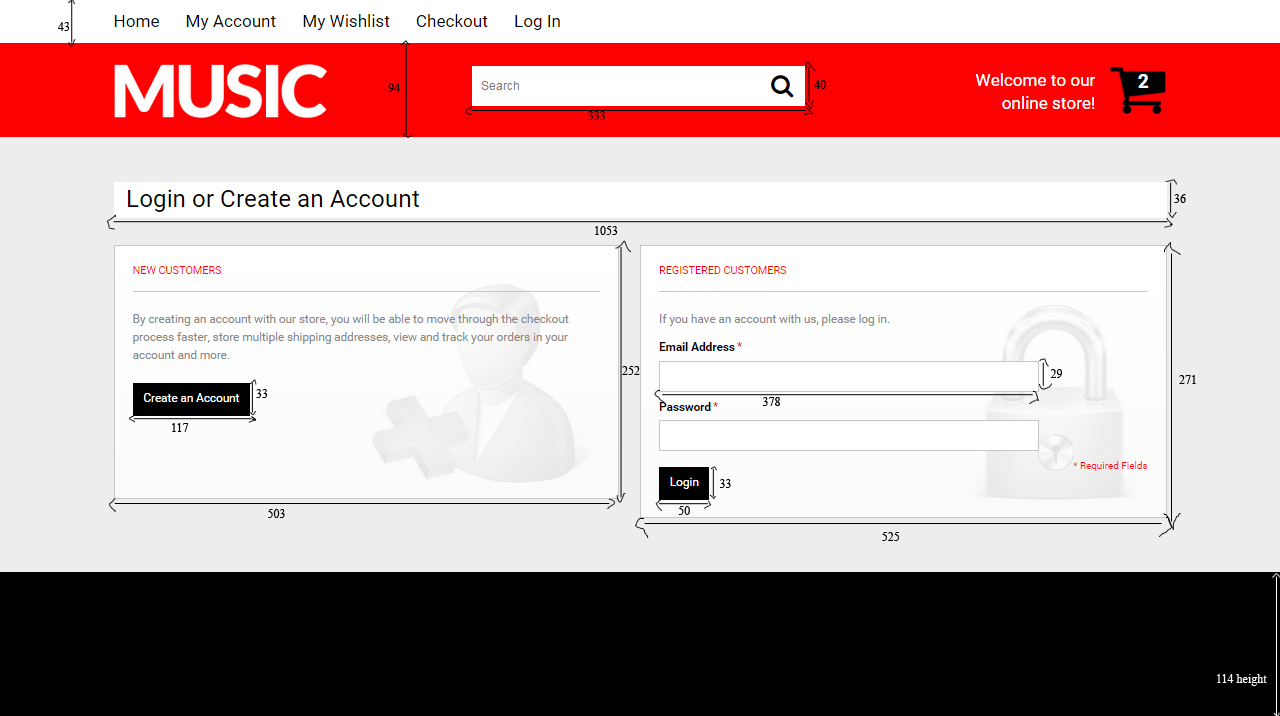 43
Home My Account My Wishlist Checkout Log In
MUSIC
94
Search
40
333
Welcome to our
online store!
2
Login or Create an Account
36
1053
NEW CUSTOMERS
By creating an account with our store, you will be able to move through the checkout
process faster, store multiple shipping addresses, view and track your orders in your
account and more.
Create an Account
33
117
252
503
REGISTERED CUSTOMERS
If you have an account with us, please log in.
Email Address *
29
378
Password *
* Required Fields
Login
33
50
271
525
114 height